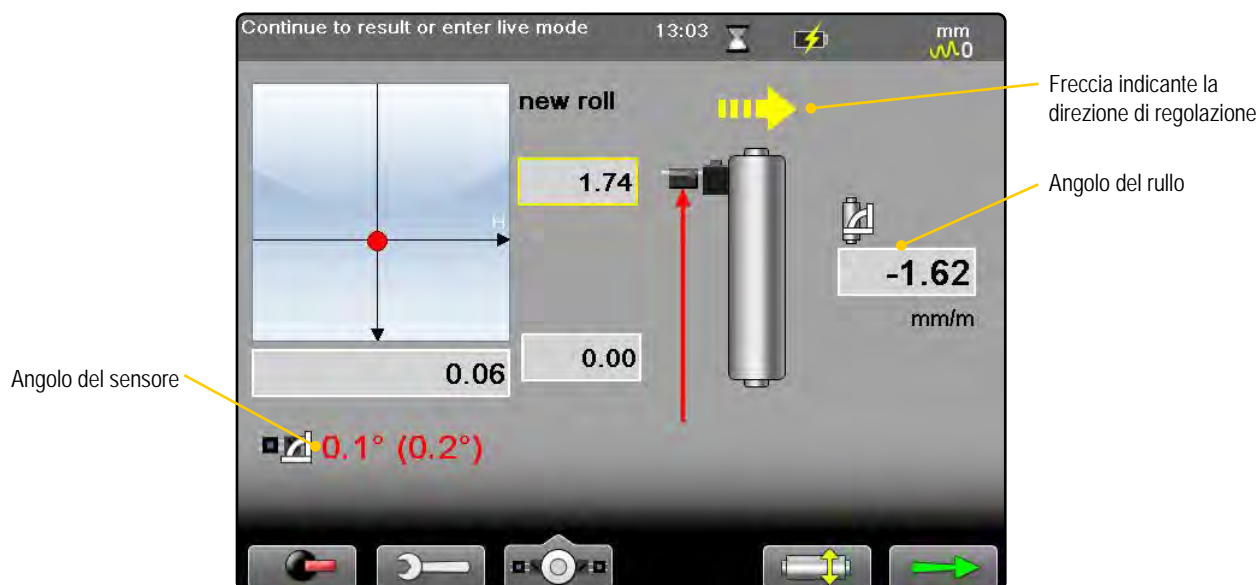 Continue to result or enter live mode
13:03
mm
0
new roll
1.74
H
-1.62
mm/m
0.00
0.06
0.1° (0.2°)
Freccia indicante la
direzione di regolazione
Angolo del rullo
Angolo del sensore